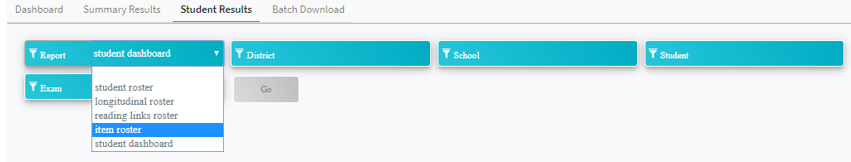 Dashboard Summary Results Student Results Batch Download
Report student dashboard District School Student
Exam Go
student roster
longitudinal roster
reading links roster
item roster
student dashboard